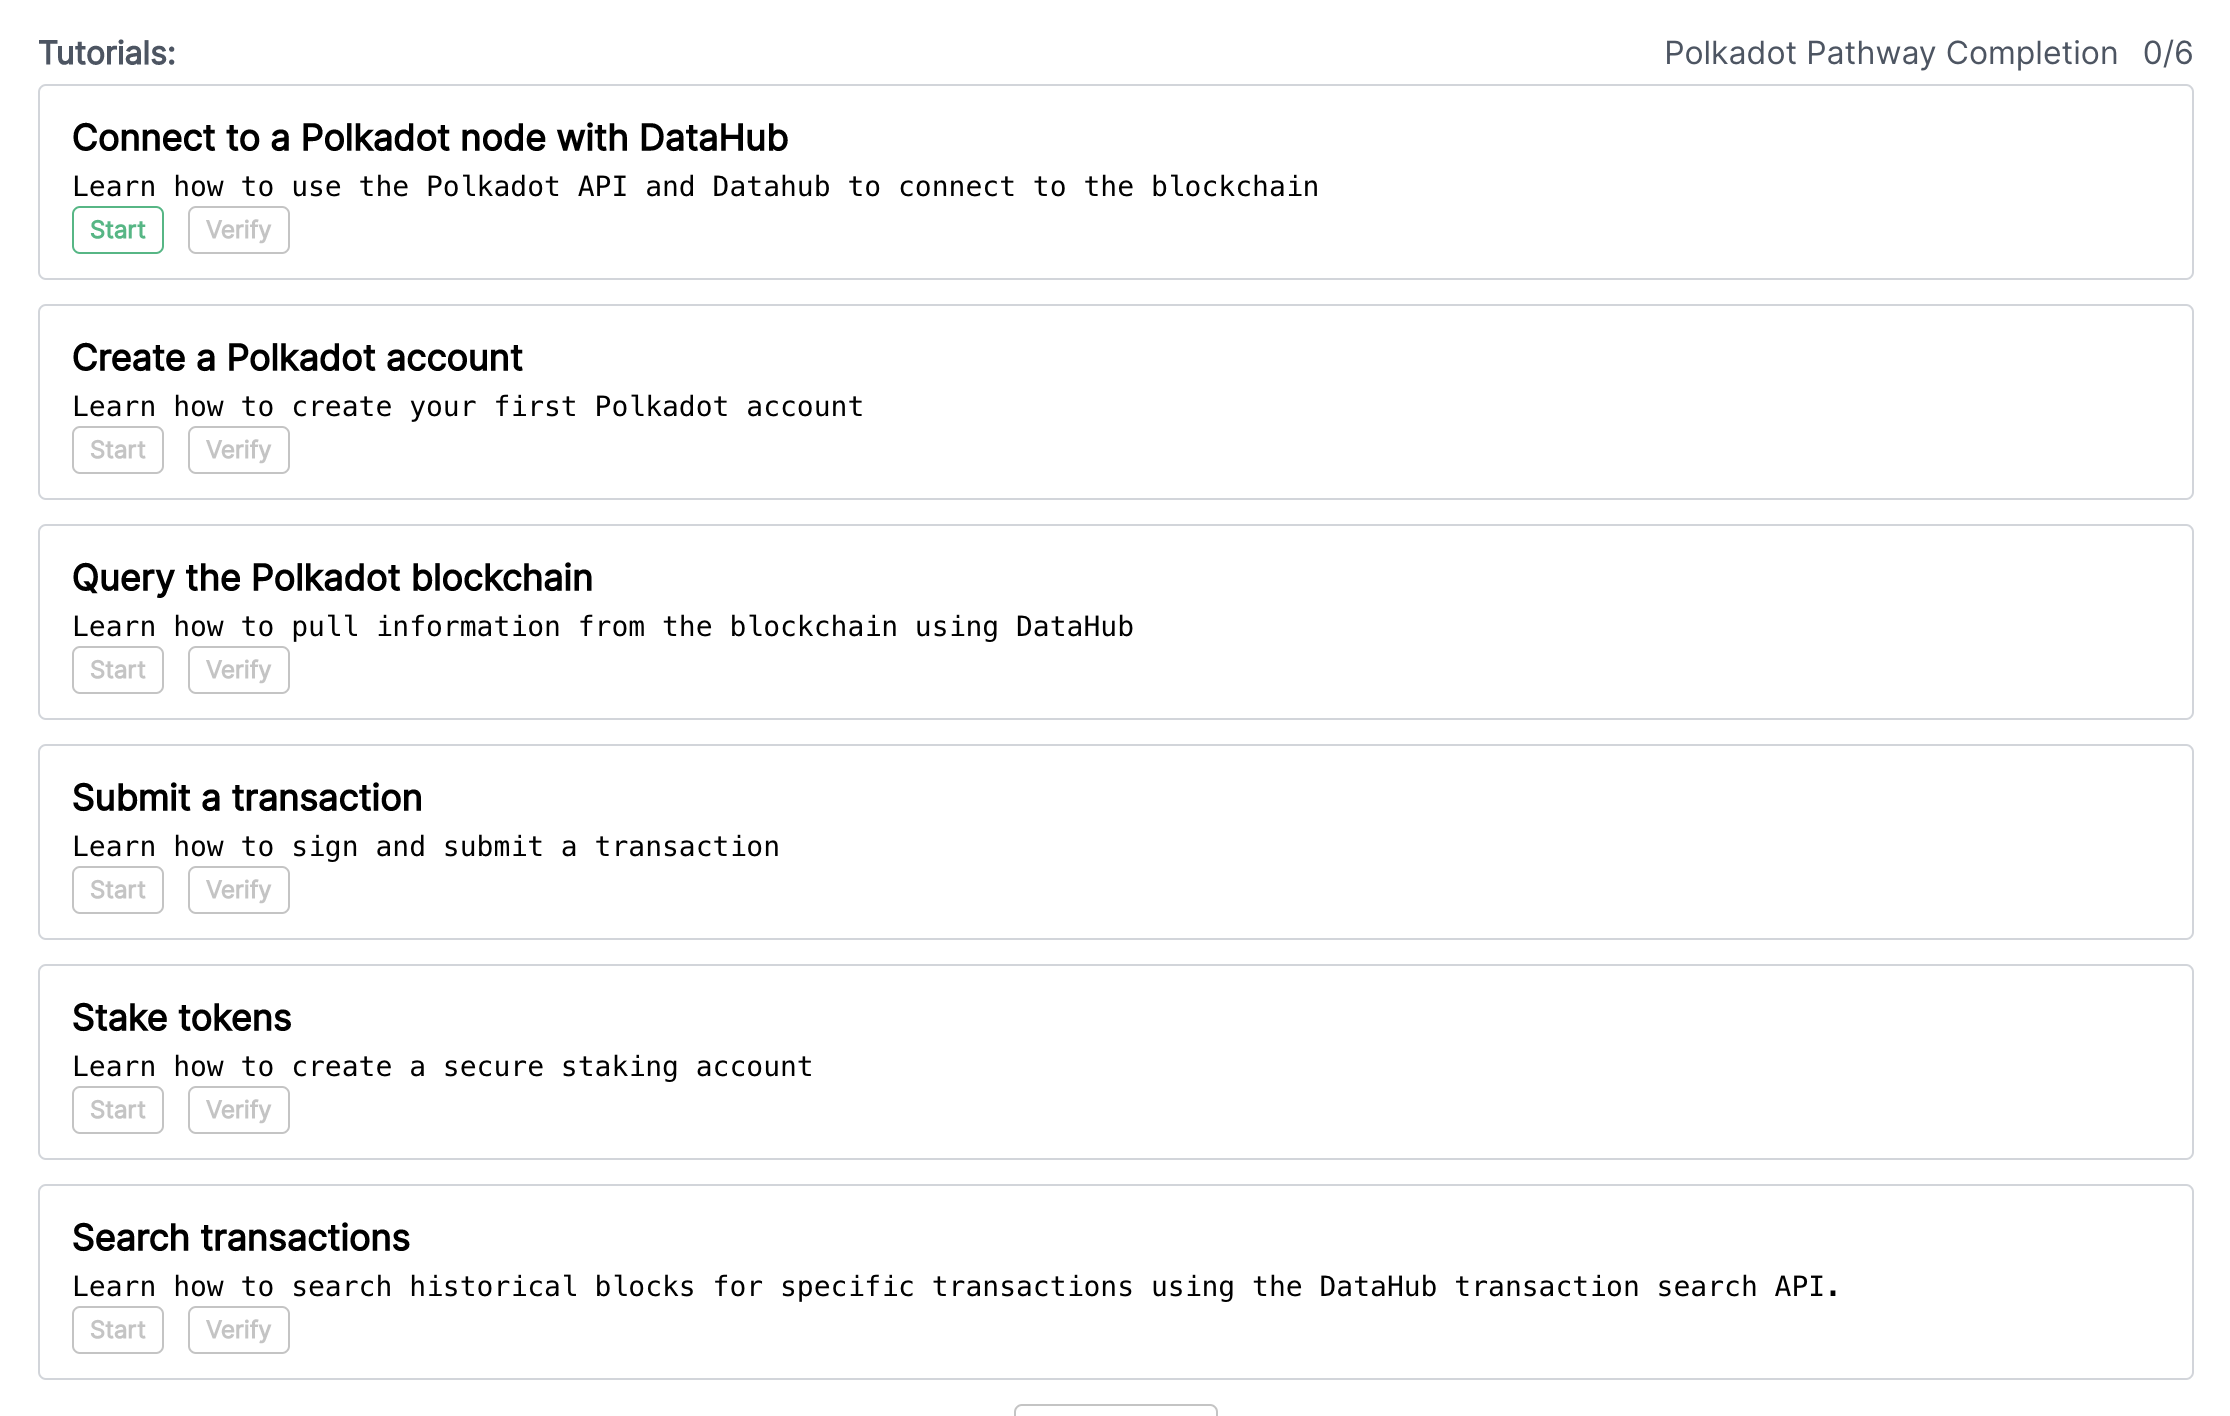 Tutorials:
Polkadot Pathway Completion 0/6
Connect to a Polkadot node with DataHub
Learn how to use the Polkadot API and Datahub to connect to the blockchain
Start Verify
Create a Polkadot account
Learn how to create your first Polkadot account
Start Verify
Query the Polkadot blockchain
Learn how to pull information from the blockchain using DataHub
Start Verify
Submit a transaction
Learn how to sign and submit a transaction
Start Verify
Stake tokens
Learn how to create a secure staking account
Start Verify
Search transactions
Learn how to search historical blocks for specific transactions using the DataHub transaction search API.
Start Verify